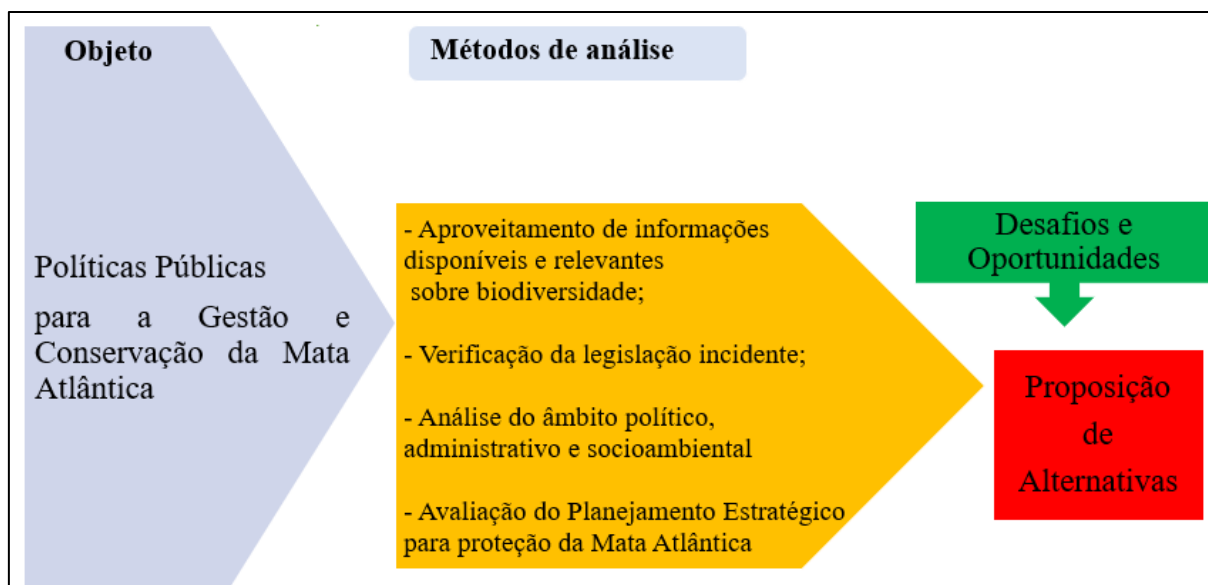 Objeto
Métodos de análise
Políticas Públicas
para a Gestão e
Conservação da Mata
Atlântica
- Aproveitamento de informações
disponíveis e relevantes
sobre biodiversidade;
- Verificação da legislação incidente;
- Análise do âmbito político,
administrativo e socioambiental
- Avaliação do Planejamento Estratégico
para proteção da Mata Atlântica
Desafios e
Oportunidades
Proposição
de
Alternativas